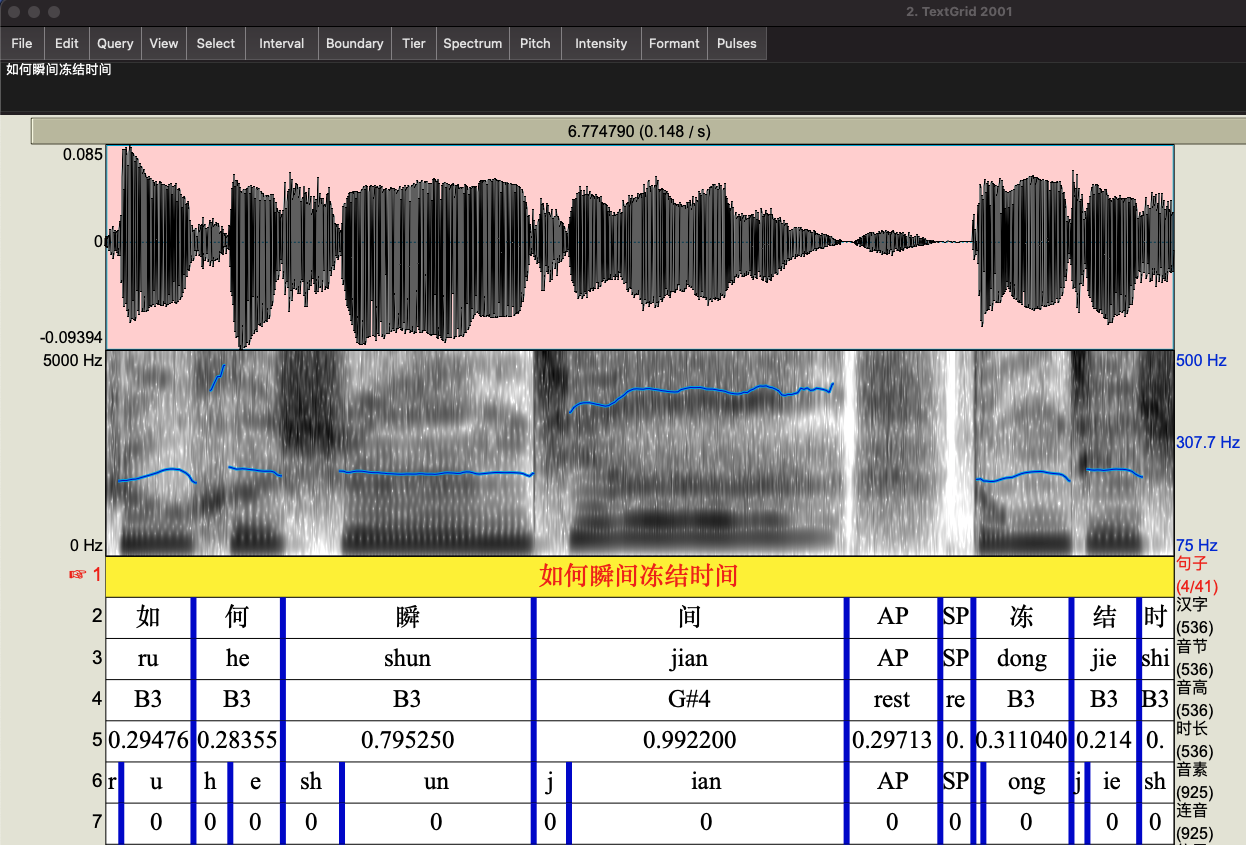 2. TextGrid 2001
File Edit Query View Select Interval Boundary Tier Spectrum Pitch Intensity Formant Pulses
如何瞬间冻结时间
6.774790 (0.148 / s)
0.085
0
-0.09394
5000 Hz 500 Hz
307.7 Hz
0 Hz 75 Hz
☞ 1 如何瞬间冻结时间 句子 (4/41)
2 如 何 瞬 间 AP SP 冻 结 时 汉字 (536)
3 ru he shun jian AP SP dong jie shi 音节 (536)
4 B3 B3 B3 G#4 rest re B3 B3 B3 音高 (536)
5 0.29476 0.28355 0.795250 0.992200 0.29713 0. 0.311040 0.214 0. 时长 (536)
6 r u h e sh un j ian AP SP ong j ie sh 音素 (925)
7 0 0 0 0 0 0 0 0 0 0 0 0 连音 (925)